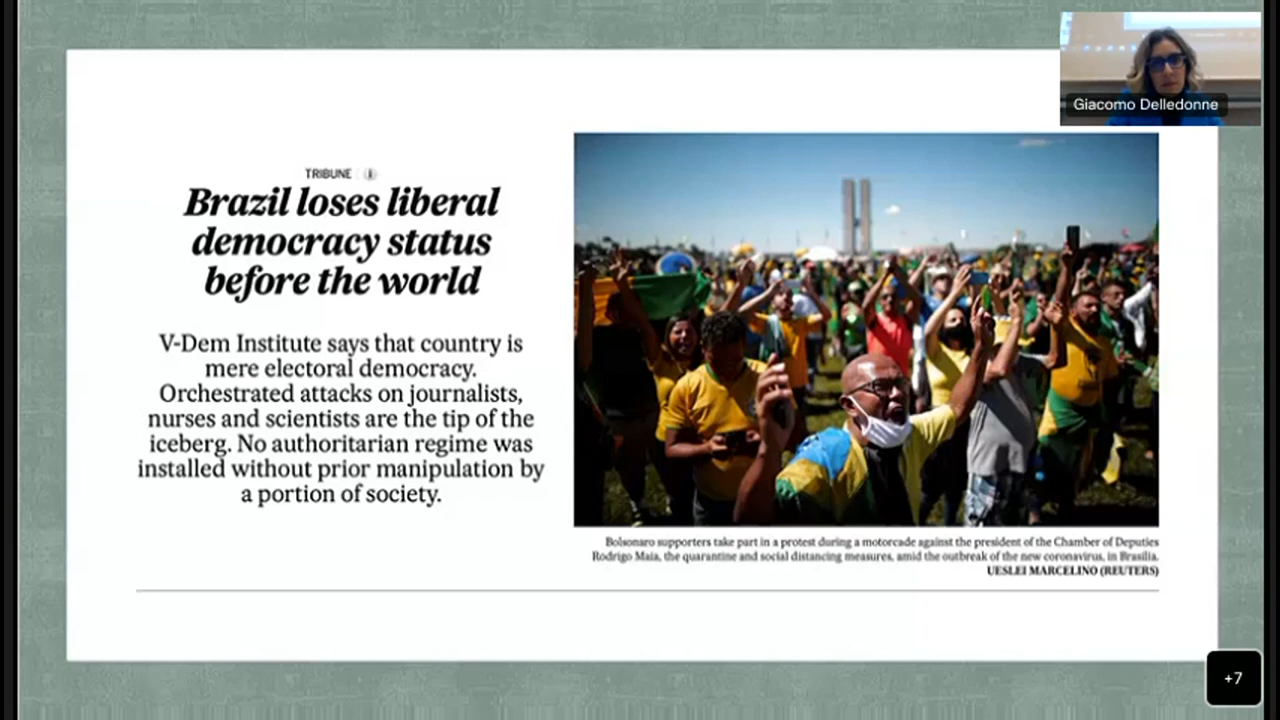 Giacomo Delledonne
TRIBUNE
Brazil loses liberal
democracy status
before the world
V-Dem Institute says that country is
mere electoral democracy.
Orchestrated attacks on journalists,
nurses and scientists are the tip of the
iceberg. No authoritarian regime was
installed without prior manipulation by
a portion of society.
Bolsonaro supporters take part in a protest during a motorcade against the president of the Chamber of Deputies
Rodrigo Maia, the quarantine and social distancing measures, amid the outbreak of the new coronavirus, in Brasilia.
UESLEI MARCELINO (REUTERS)
+7